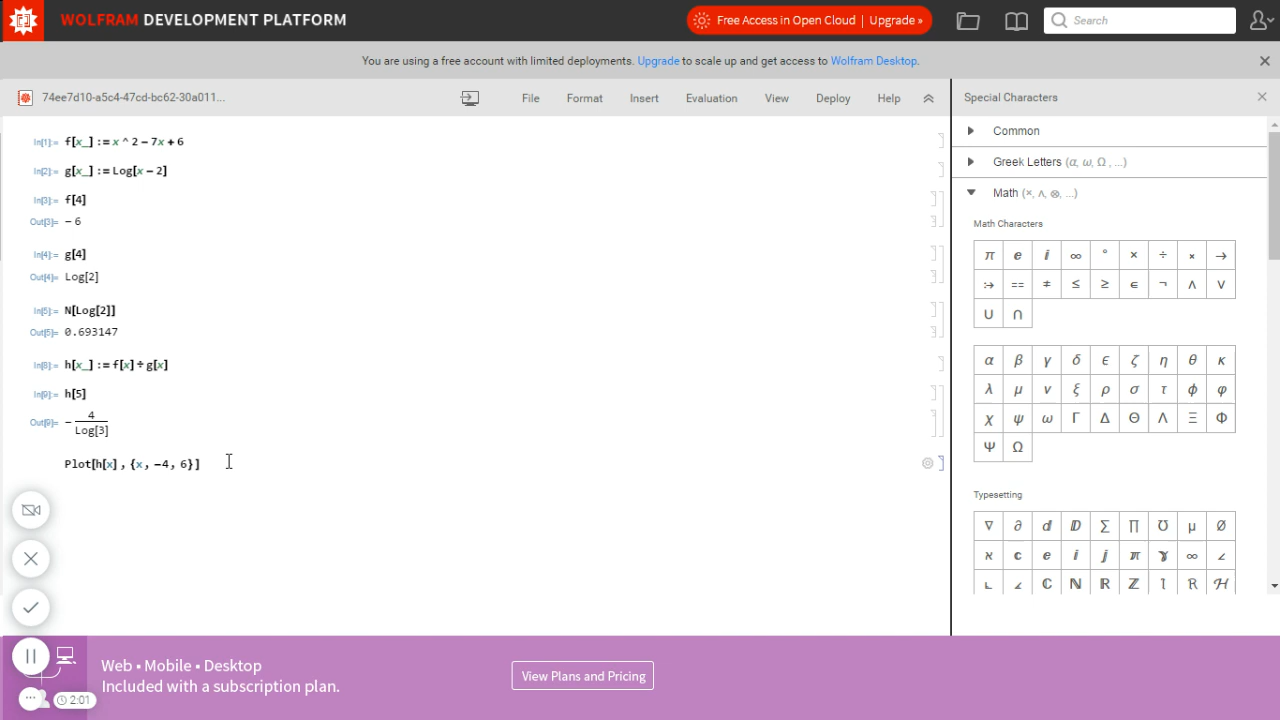 WOLFRAM DEVELOPMENT PLATFORM
Free Access in Open Cloud | Upgrade »
Search
You are using a free account with limited deployments. Upgrade to scale up and get access to Wolfram Desktop.
74ee7d10-a5c4-47cd-bc62-30a011...
File Format Insert Evaluation View Deploy Help
Special Characters
In[1]:= f[x_] := x ^ 2 - 7x + 6
In[2]:= g[x_] := Log[x - 2]
In[3]:= f[4]
Out[3]= - 6
In[4]:= g[4]
Out[4]= Log[2]
In[5]:= N[Log[2]]
Out[5]= 0.693147
In[8]:= h[x_] := f[x] ÷ g[x]
In[9]:= h[5]
Out[9]= - 4
Log[3]
Plot[h[x], {x, -4, 6}]
Common
Greek Letters (α, ω, Ω, ...)
Math (×, ∧, ⊗, ...)
Math Characters
π e i ∞ ° × ÷ × →
:→ == ≠ ≤ ≥ ∈ ¬ ∧ ∨
∪ ∩
α β γ δ ϵ ζ η θ κ
λ μ ν ξ ρ σ τ ϕ φ
χ ψ ω Γ Δ Θ Λ Ξ Φ
Ψ Ω
Typesetting
∇ ∂ ⅆ ⅅ ∑ ∏ ℧ µ Ø
ℵ c e i j π ∞ ∠
ℂ ℕ ℝ ℤ ℛ ℋ
Web • Mobile • Desktop
Included with a subscription plan.
View Plans and Pricing
2:01